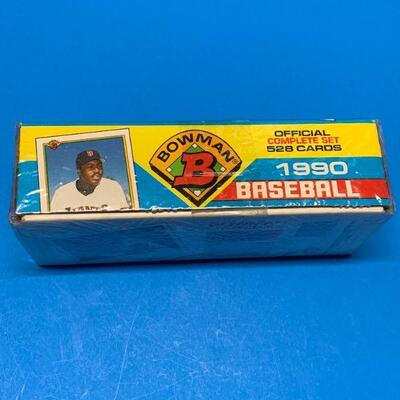 BOWMAN
B
OFFICIAL
COMPLETE SET
528 CARDS
1990
BASEBALL